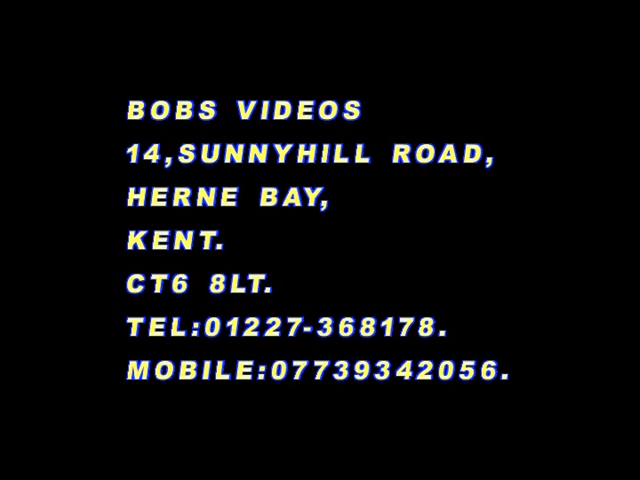 BOBS VIDEOS
14,SUNNYHILL ROAD,
HERNE BAY,
KENT.
CT6 8LT.
TEL:01227-368178.
MOBILE:07739342056.